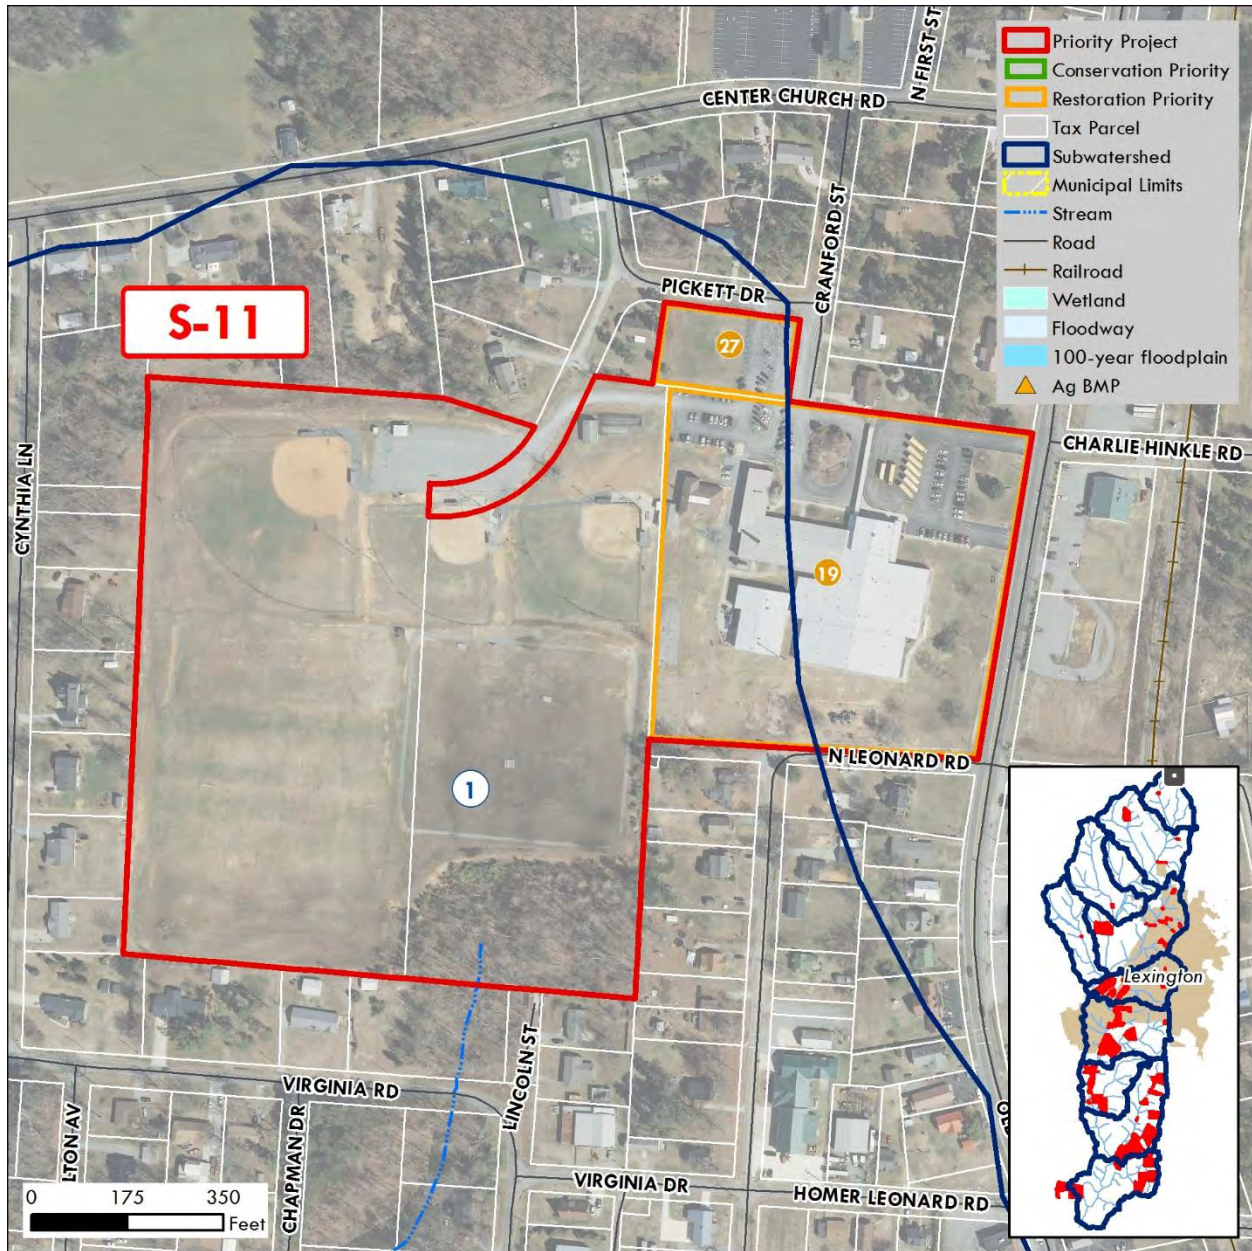 N FIRST ST
CENTER CHURCH RD
Priority Project
Conservation Priority
Restoration Priority
Tax Parcel
Subwatershed
Municipal Limits
Stream
Road
Railroad
Wetland
Floodway
100-year floodplain
Ag BMP
CRANFORD ST
PICKETT DR
S-11
27
CHARLIE HINKLE RD
CYNTHIA LN
19
N LEONARD RD
1
Lexington
LINCOLN ST
VIRGINIA RD
LTON AV
CHAPMAN DR
VIRGINIA DR
HOMER LEONARD RD
0 175 350
Feet